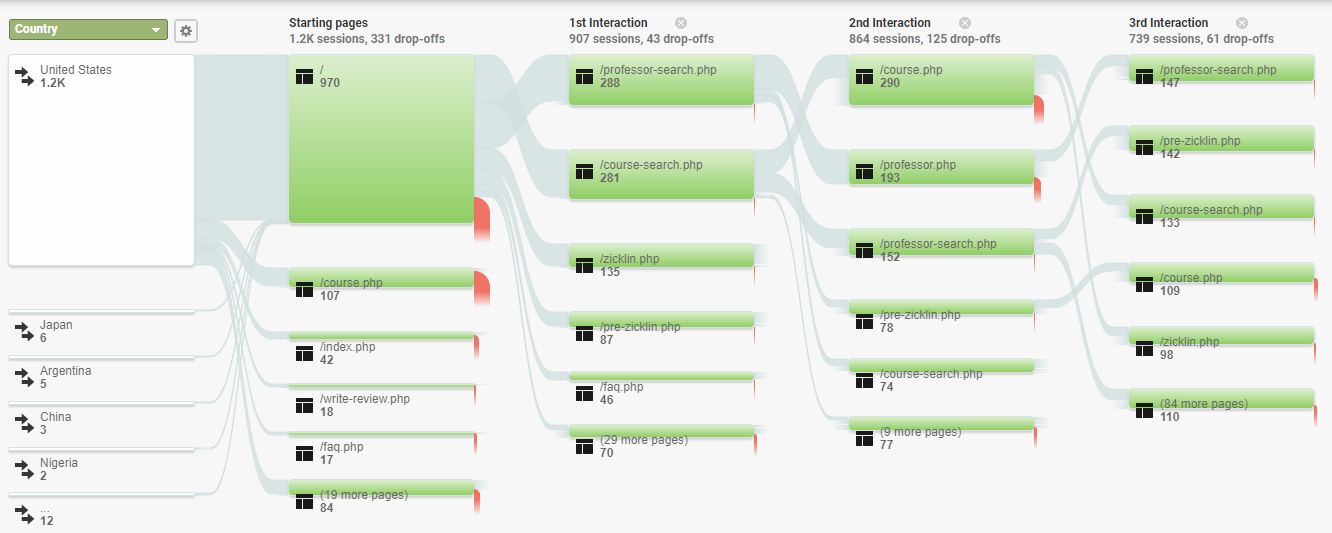 Country
United States
1.2K
Japan
6
Argentina
5
China
3
Nigeria
2
...
12
Starting pages
1.2K sessions, 331 drop-offs
/
970
/course.php
107
/index.php
42
/write-review.php
18
/faq.php
17
(19 more pages)
84
1st Interaction
907 sessions, 43 drop-offs
/professor-search.php
288
/course-search.php
281
/zicklin.php
135
/pre-zicklin.php
87
/faq.php
46
(29 more pages)
70
2nd Interaction
864 sessions, 125 drop-offs
/course.php
290
/professor.php
193
/professor-search.php
152
/pre-zicklin.php
78
/course-search.php
74
(9 more pages)
77
3rd Interaction
739 sessions, 61 drop-offs
/professor-search.php
147
/pre-zicklin.php
142
/course-search.php
133
/course.php
109
/zicklin.php
98
(84 more pages)
110